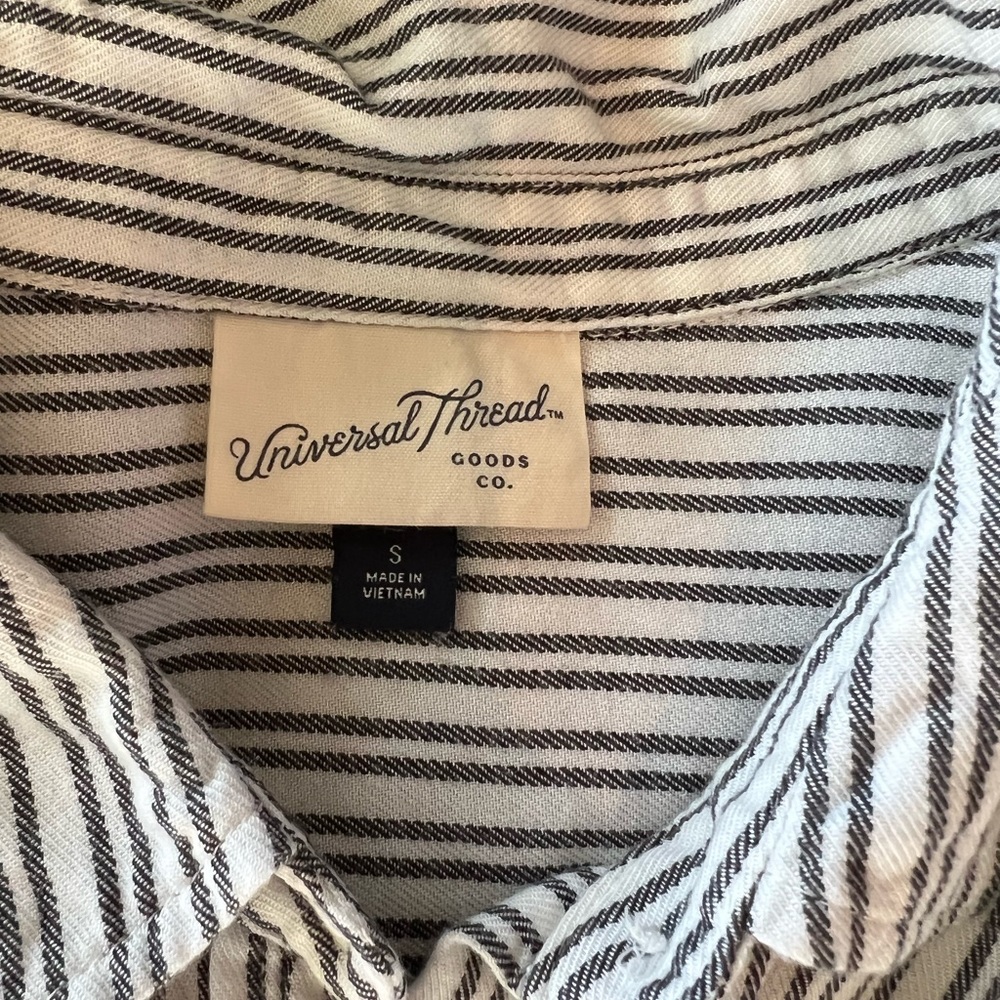 Universal Thread™
GOODS
CO.
S
MADE IN
VIETNAM